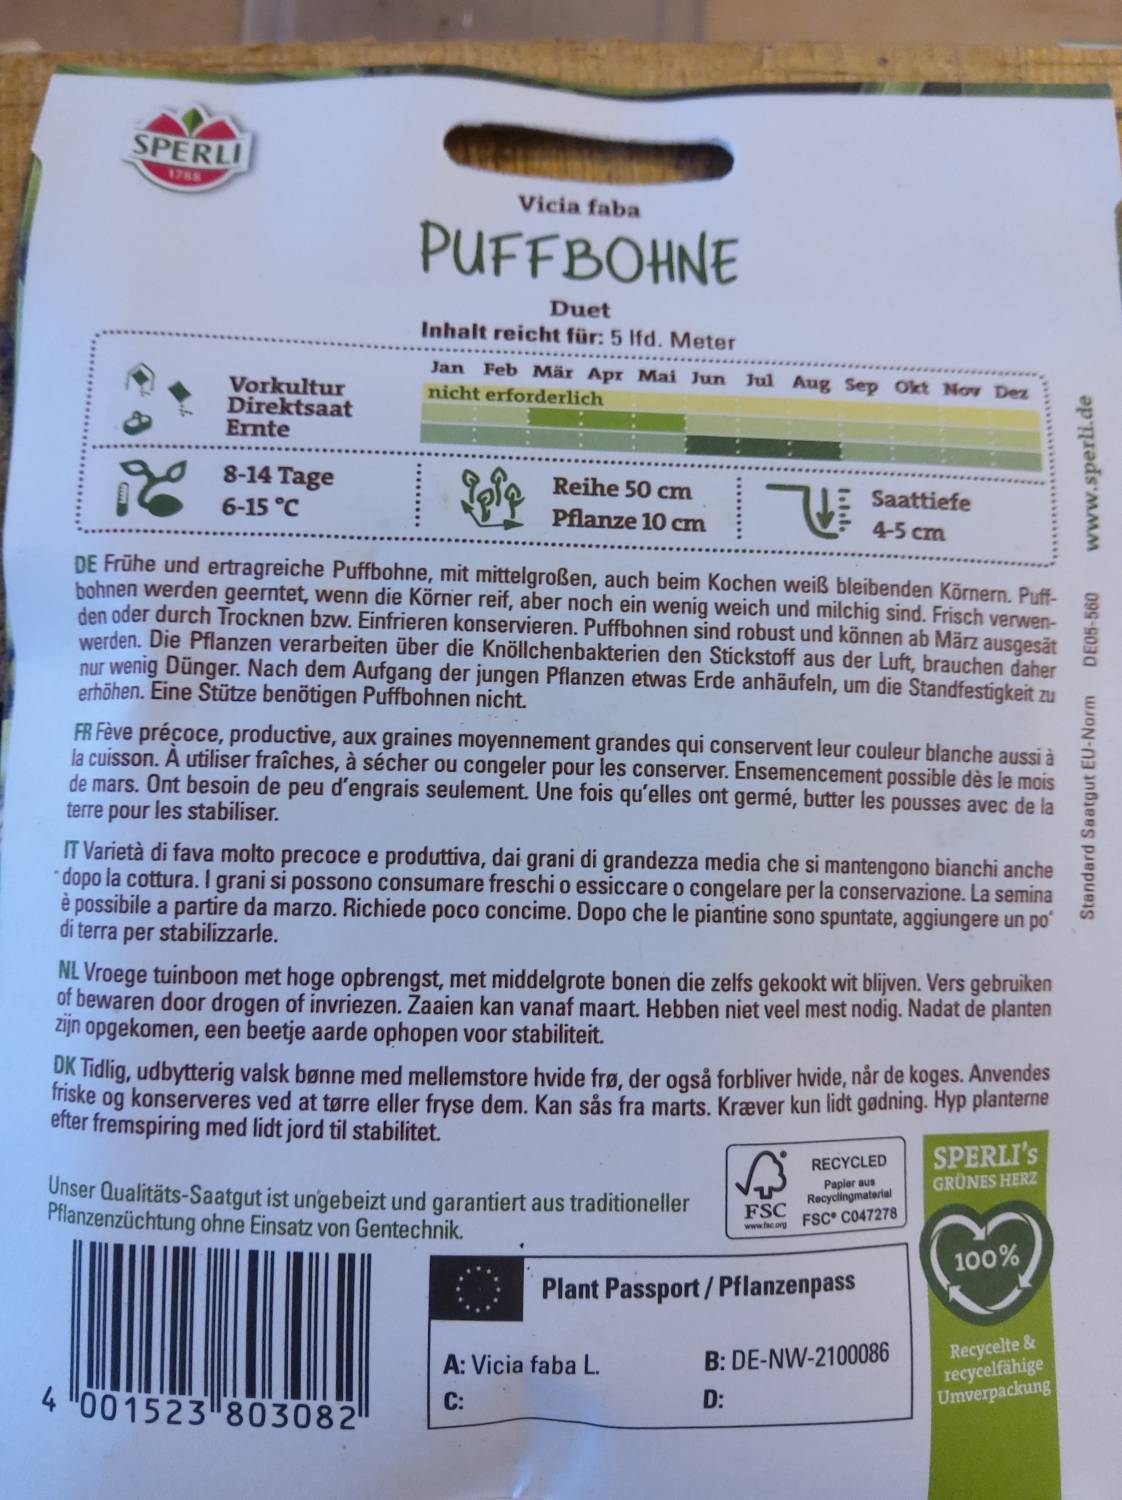 SPERLI
1788
Vicia faba
PUFFBOHNE
Duet
Inhalt reicht für: 5 lfd. Meter
Jan Feb Mär Apr Mai Jun Jul Aug Sep Okt Nov Dez
Vorkultur
nicht erforderlich
Direktsaat
Ernte
8-14 Tage
6-15 °C
Reihe 50 cm
Pflanze 10 cm
Saattiefe
4-5 cm
DE Frühe und ertragreiche Puffbohne, mit mittelgroßen, auch beim Kochen weiß bleibenden Körnern. Puff-
bohnen werden geerntet, wenn die Körner reif, aber noch ein wenig weich und milchig sind. Frisch verwen-
den oder durch Trocknen bzw. Einfrieren konservieren. Puffbohnen sind robust und können ab März ausgesät
werden. Die Pflanzen verarbeiten über die Knöllchenbakterien den Stickstoff aus der Luft, brauchen daher
nur wenig Dünger. Nach dem Aufgang der jungen Pflanzen etwas Erde anhäufeln, um die Standfestigkeit zu
erhöhen. Eine Stütze benötigen Puffbohnen nicht.
FR Fève précoce, productive, aux graines moyennement grandes qui conservent leur couleur blanche aussi à
la cuisson. À utiliser fraîches, à sécher ou congeler pour les conserver. Ensemencement possible dès le mois
de mars. Ont besoin de peu d'engrais seulement. Une fois qu'elles ont germé, butter les pousses avec de la
terre pour les stabiliser.
IT Varietà di fava molto precoce e produttiva, dai grani di grandezza media che si mantengono bianchi anche
dopo la cottura. I grani si possono consumare freschi o essiccare o congelare per la conservazione. La semina
è possibile a partire da marzo. Richiede poco concime. Dopo che le piantine sono spuntate, aggiungere un po'
di terra per stabilizzarle.
NL Vroege tuinboon met hoge opbrengst, met middelgrote bonen die zelfs gekookt wit blijven. Vers gebruiken
of bewaren door drogen of invriezen. Zaaien kan vanaf maart. Hebben niet veel mest nodig. Nadat de planten
zijn opgekomen, een beetje aarde ophopen voor stabiliteit.
DK Tidlig, udbytterig valsk bønne med mellemstore hvide frø, der også forbliver hvide, når de koges. Anvendes
friske og konserveres ved at tørre eller fryse dem. Kan sås fra marts. Kræver kun lidt gødning. Hyp planterne
efter fremspiring med lidt jord til stabilitet.
Unser Qualitäts-Saatgut ist ungebeizt und garantiert aus traditioneller
Pflanzenzüchtung ohne Einsatz von Gentechnik.
FSC
www.fsc.org
RECYCLED
Papier aus
Recyclingmaterial
FSC® C047278
SPERLI's
GRÜNES HERZ
100%
Recycelte &
recycelfähige
Umverpackung
4 001523 803082
Plant Passport / Pflanzenpass
A: Vicia faba L.
B: DE-NW-2100086
C:
D:
Standard Saatgut EU-Norm DE05-560 www.sperli.de